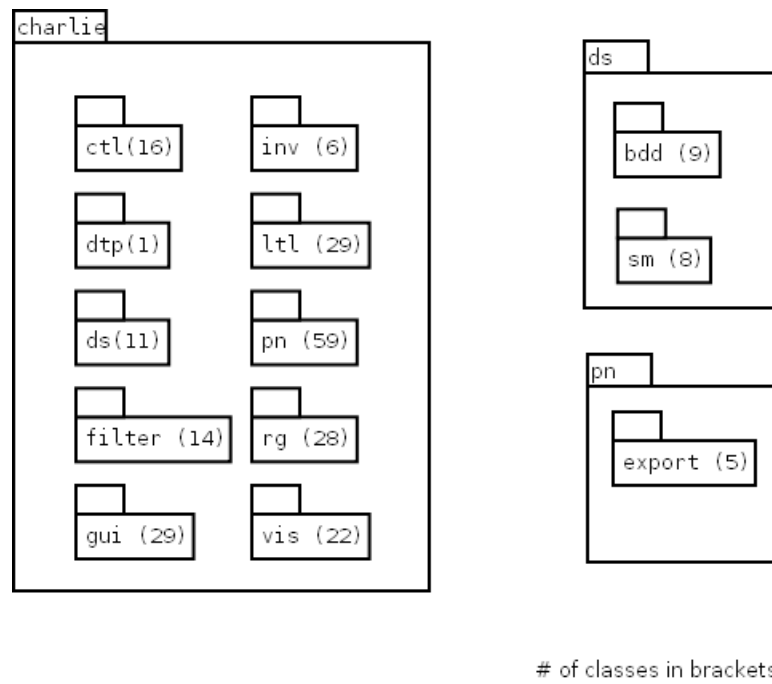 charlie
ctl(16)
inv (6)
dtp(1)
ltl (29)
ds(11)
pn (59)
filter (14)
rg (28)
gui (29)
vis (22)
ds
bdd (9)
sm (8)
pn
export (5)
# of classes in brackets